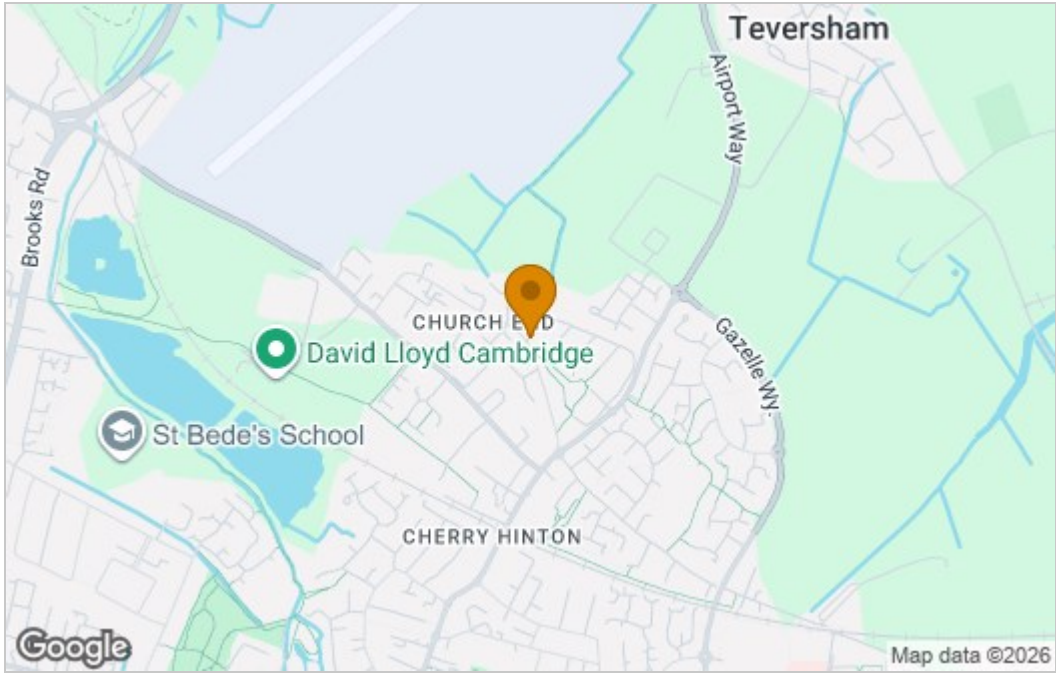 Teversham
Airport Way
Brooks Rd
CHURCH END
David Lloyd Cambridge
Gazelle Wy.
St Bede's School
CHERRY HINTON
Google
Map data ©2026